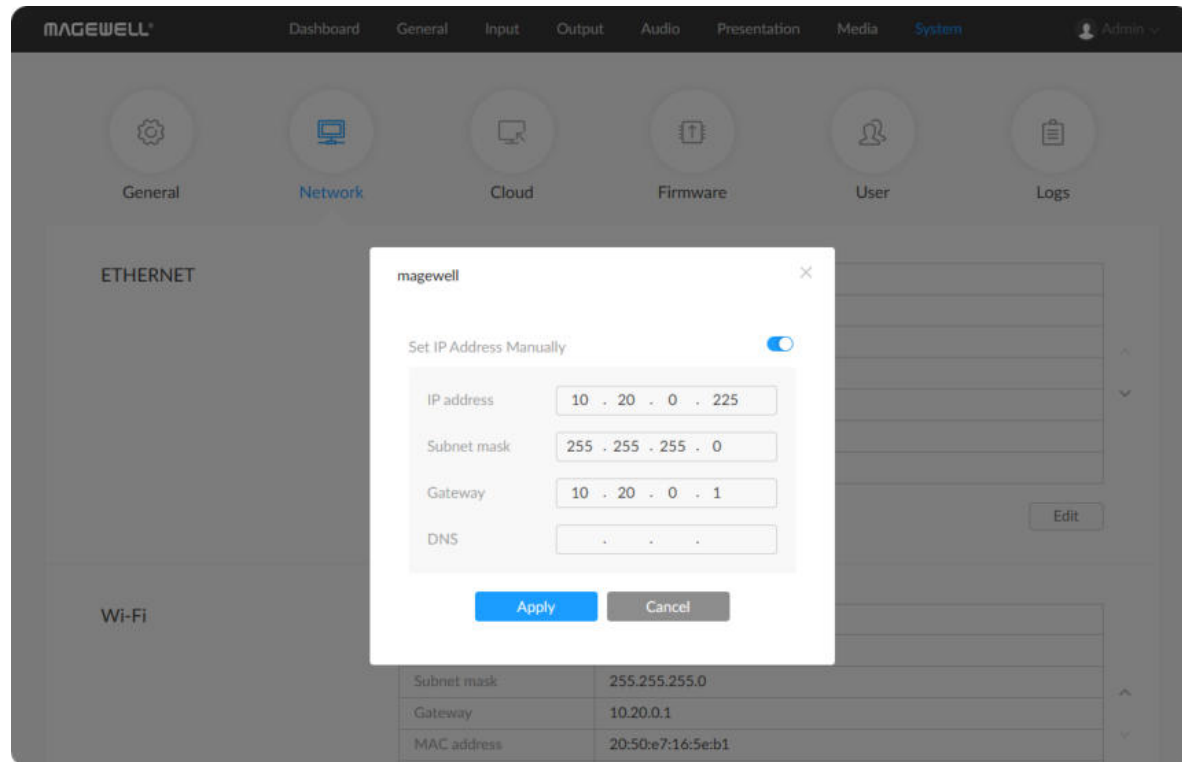 MAGEWELL®
Dashboard General Input Output Audio Presentation Media System Admin
General Network Cloud Firmware User Logs
ETHERNET
magewell
Set IP Address Manually
IP address 10 . 20 . 0 . 225
Subnet mask 255 . 255 . 255 . 0
Gateway 10 . 20 . 0 . 1
DNS . . .
Edit
Apply Cancel
Wi-Fi
Subnet mask 255.255.255.0
Gateway 10.20.0.1
MAC address 20:50:e7:16:5e:b1